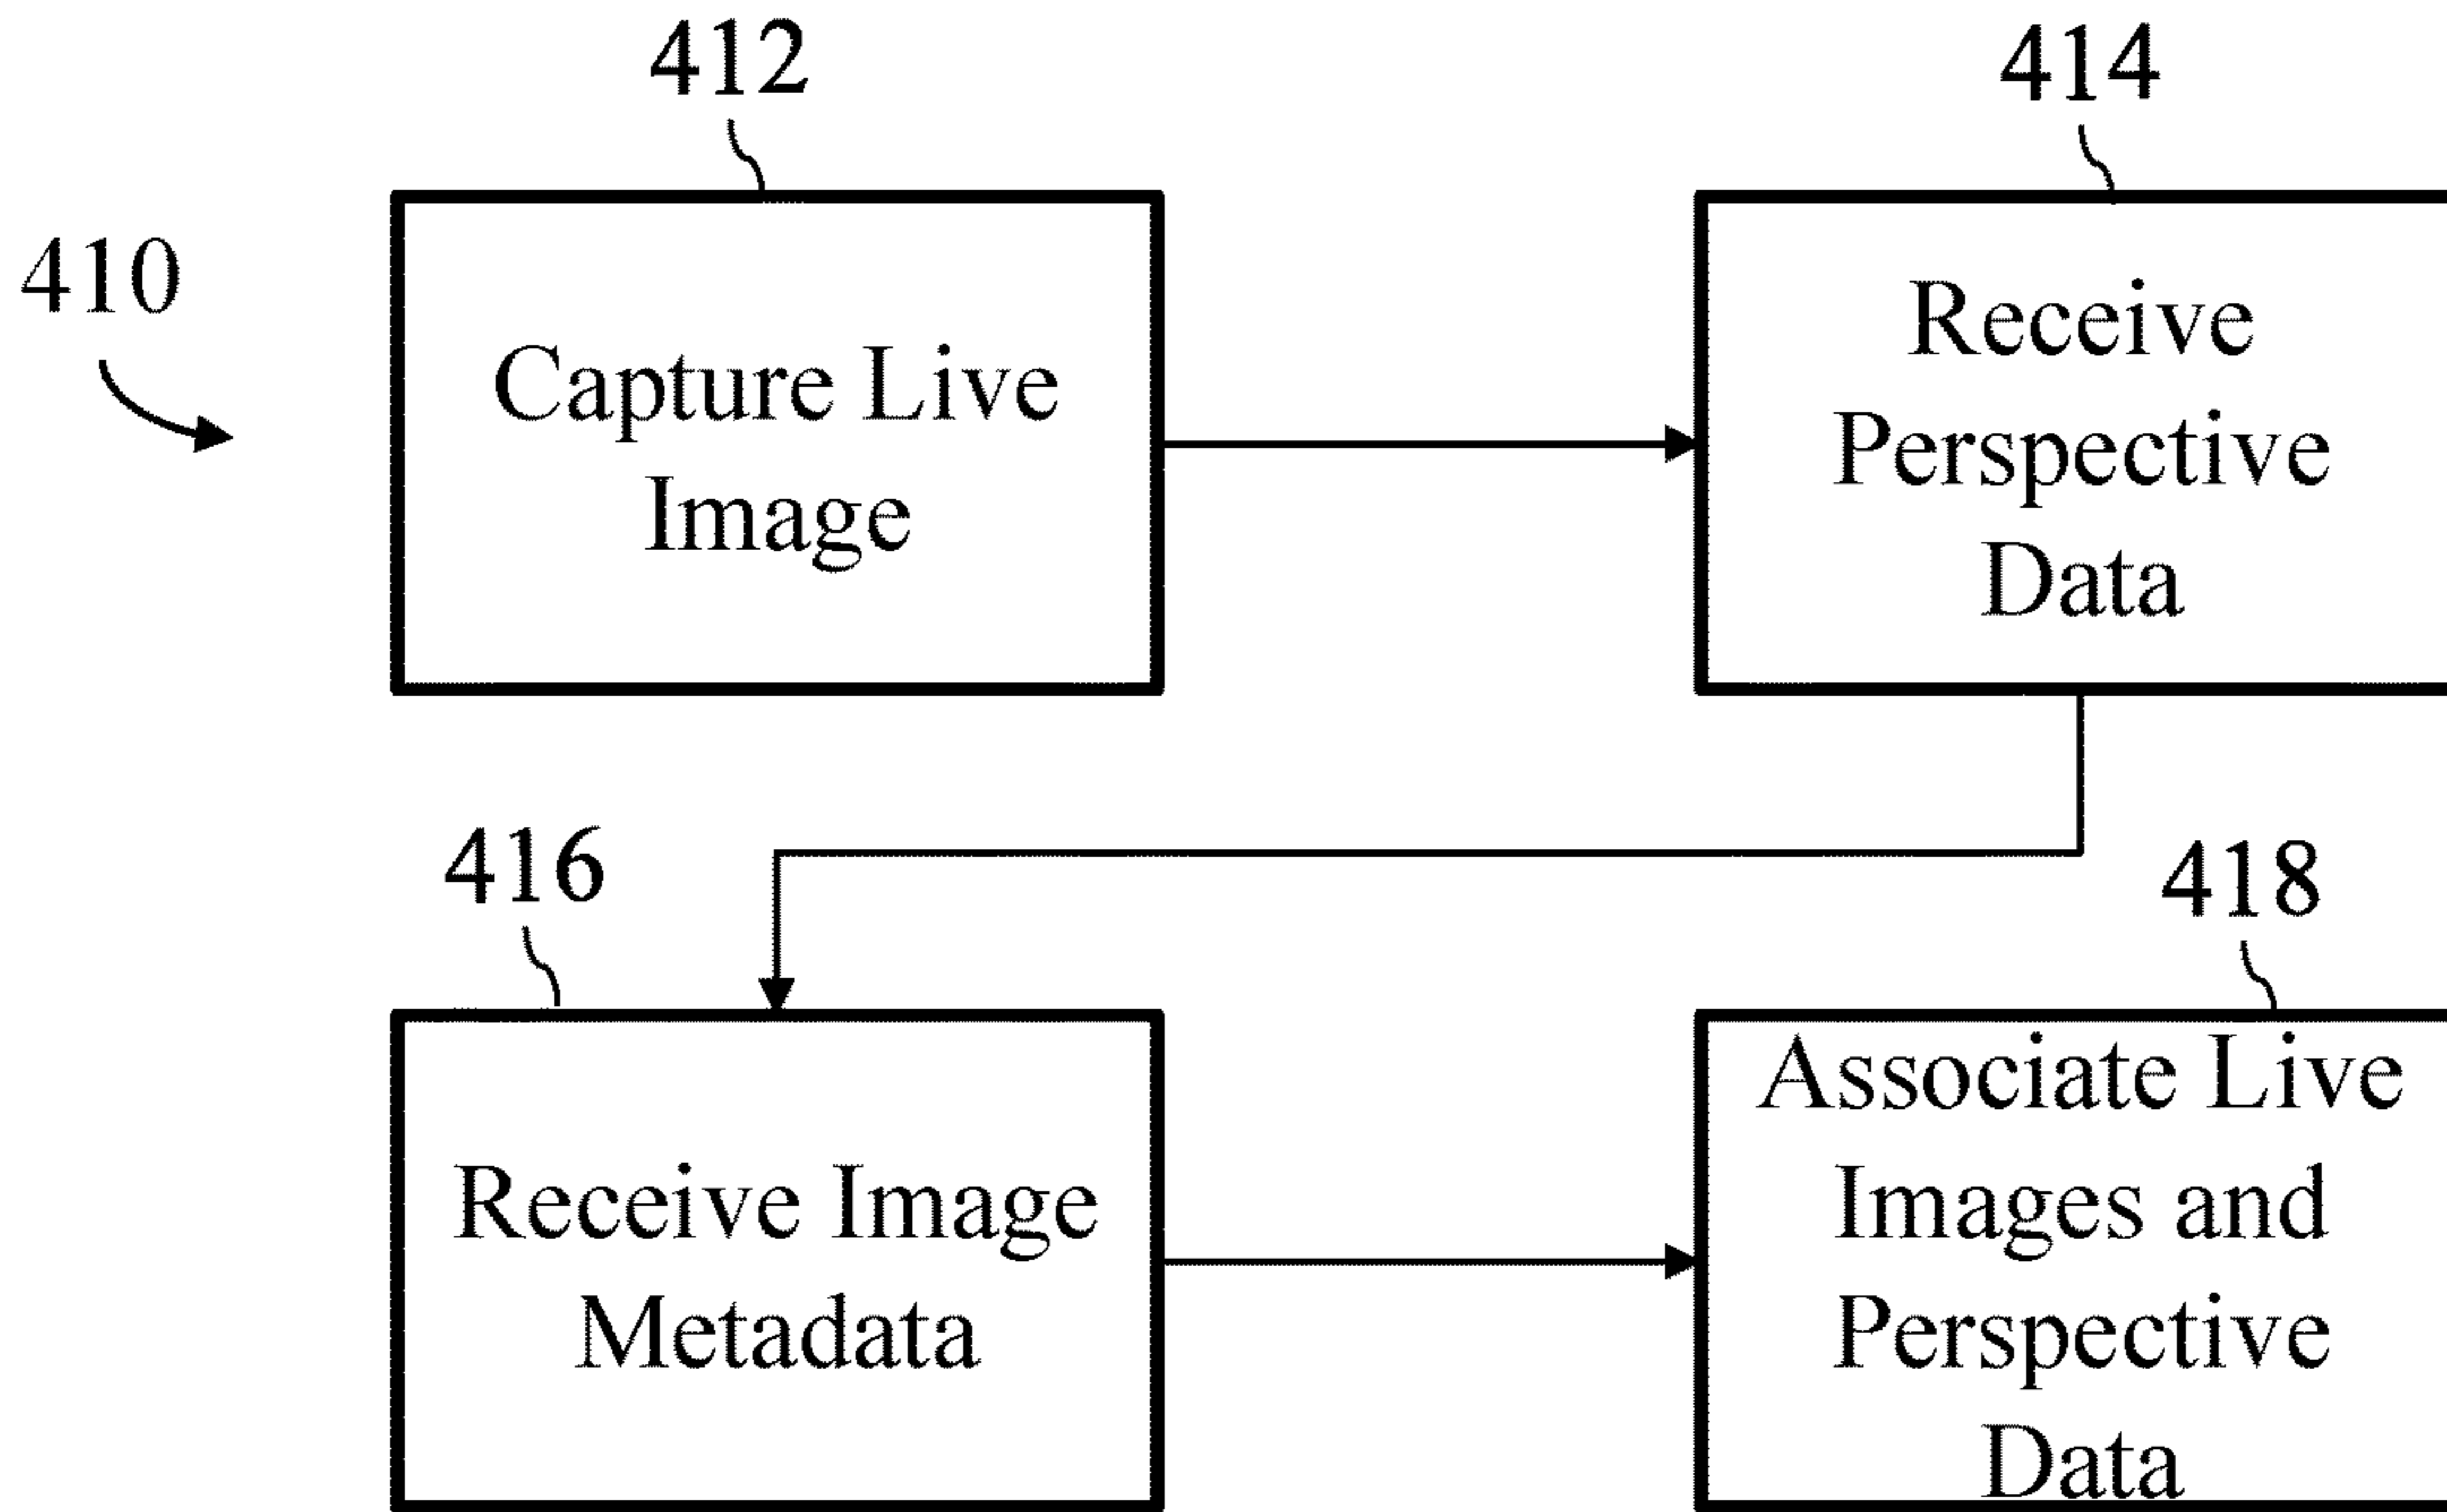 412
414
410
Capture Live
Image
Receive
Perspective
Data
416
418
Receive Image
Metadata
Associate Live
Images and
Perspective
Data